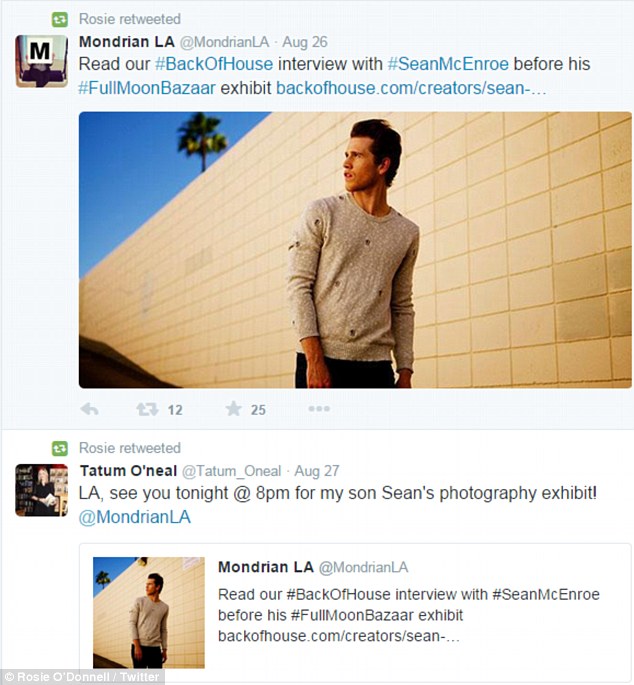 Rosie retweeted
M
Mondrian LA @MondrianLA · Aug 26
Read our #BackOfHouse interview with #SeanMcEnroe before his
#FullMoonBazaar exhibit backofhouse.com/creators/sean-…
12 25
Rosie retweeted
Tatum O'neal @Tatum_Oneal · Aug 27
LA, see you tonight @ 8pm for my son Sean's photography exhibit!
@MondrianLA
Mondrian LA @MondrianLA
Read our #BackOfHouse interview with #SeanMcEnroe
before his #FullMoonBazaar exhibit
backofhouse.com/creators/sean-…
© Rosie O'Donnell / Twitter